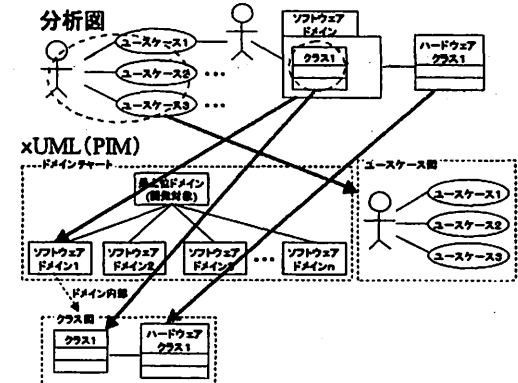 分析図
ソフトウェア
ドメイン
ユースケース1
クラス1
ハードウェア
クラス1
ユースケース2
ユースケース3
xUML(PIM)
ドメインチャート
ユースケース図
最上位ドメイン
(開発対象)
ユースケース1
ユースケース2
ユースケース3
ソフトウェア
ドメイン1
ソフトウェア
ドメイン2
ソフトウェア
ドメイン3
ソフトウェア
ドメインn
ドメイン内部
クラス図
クラス1
ハードウェア
クラス1